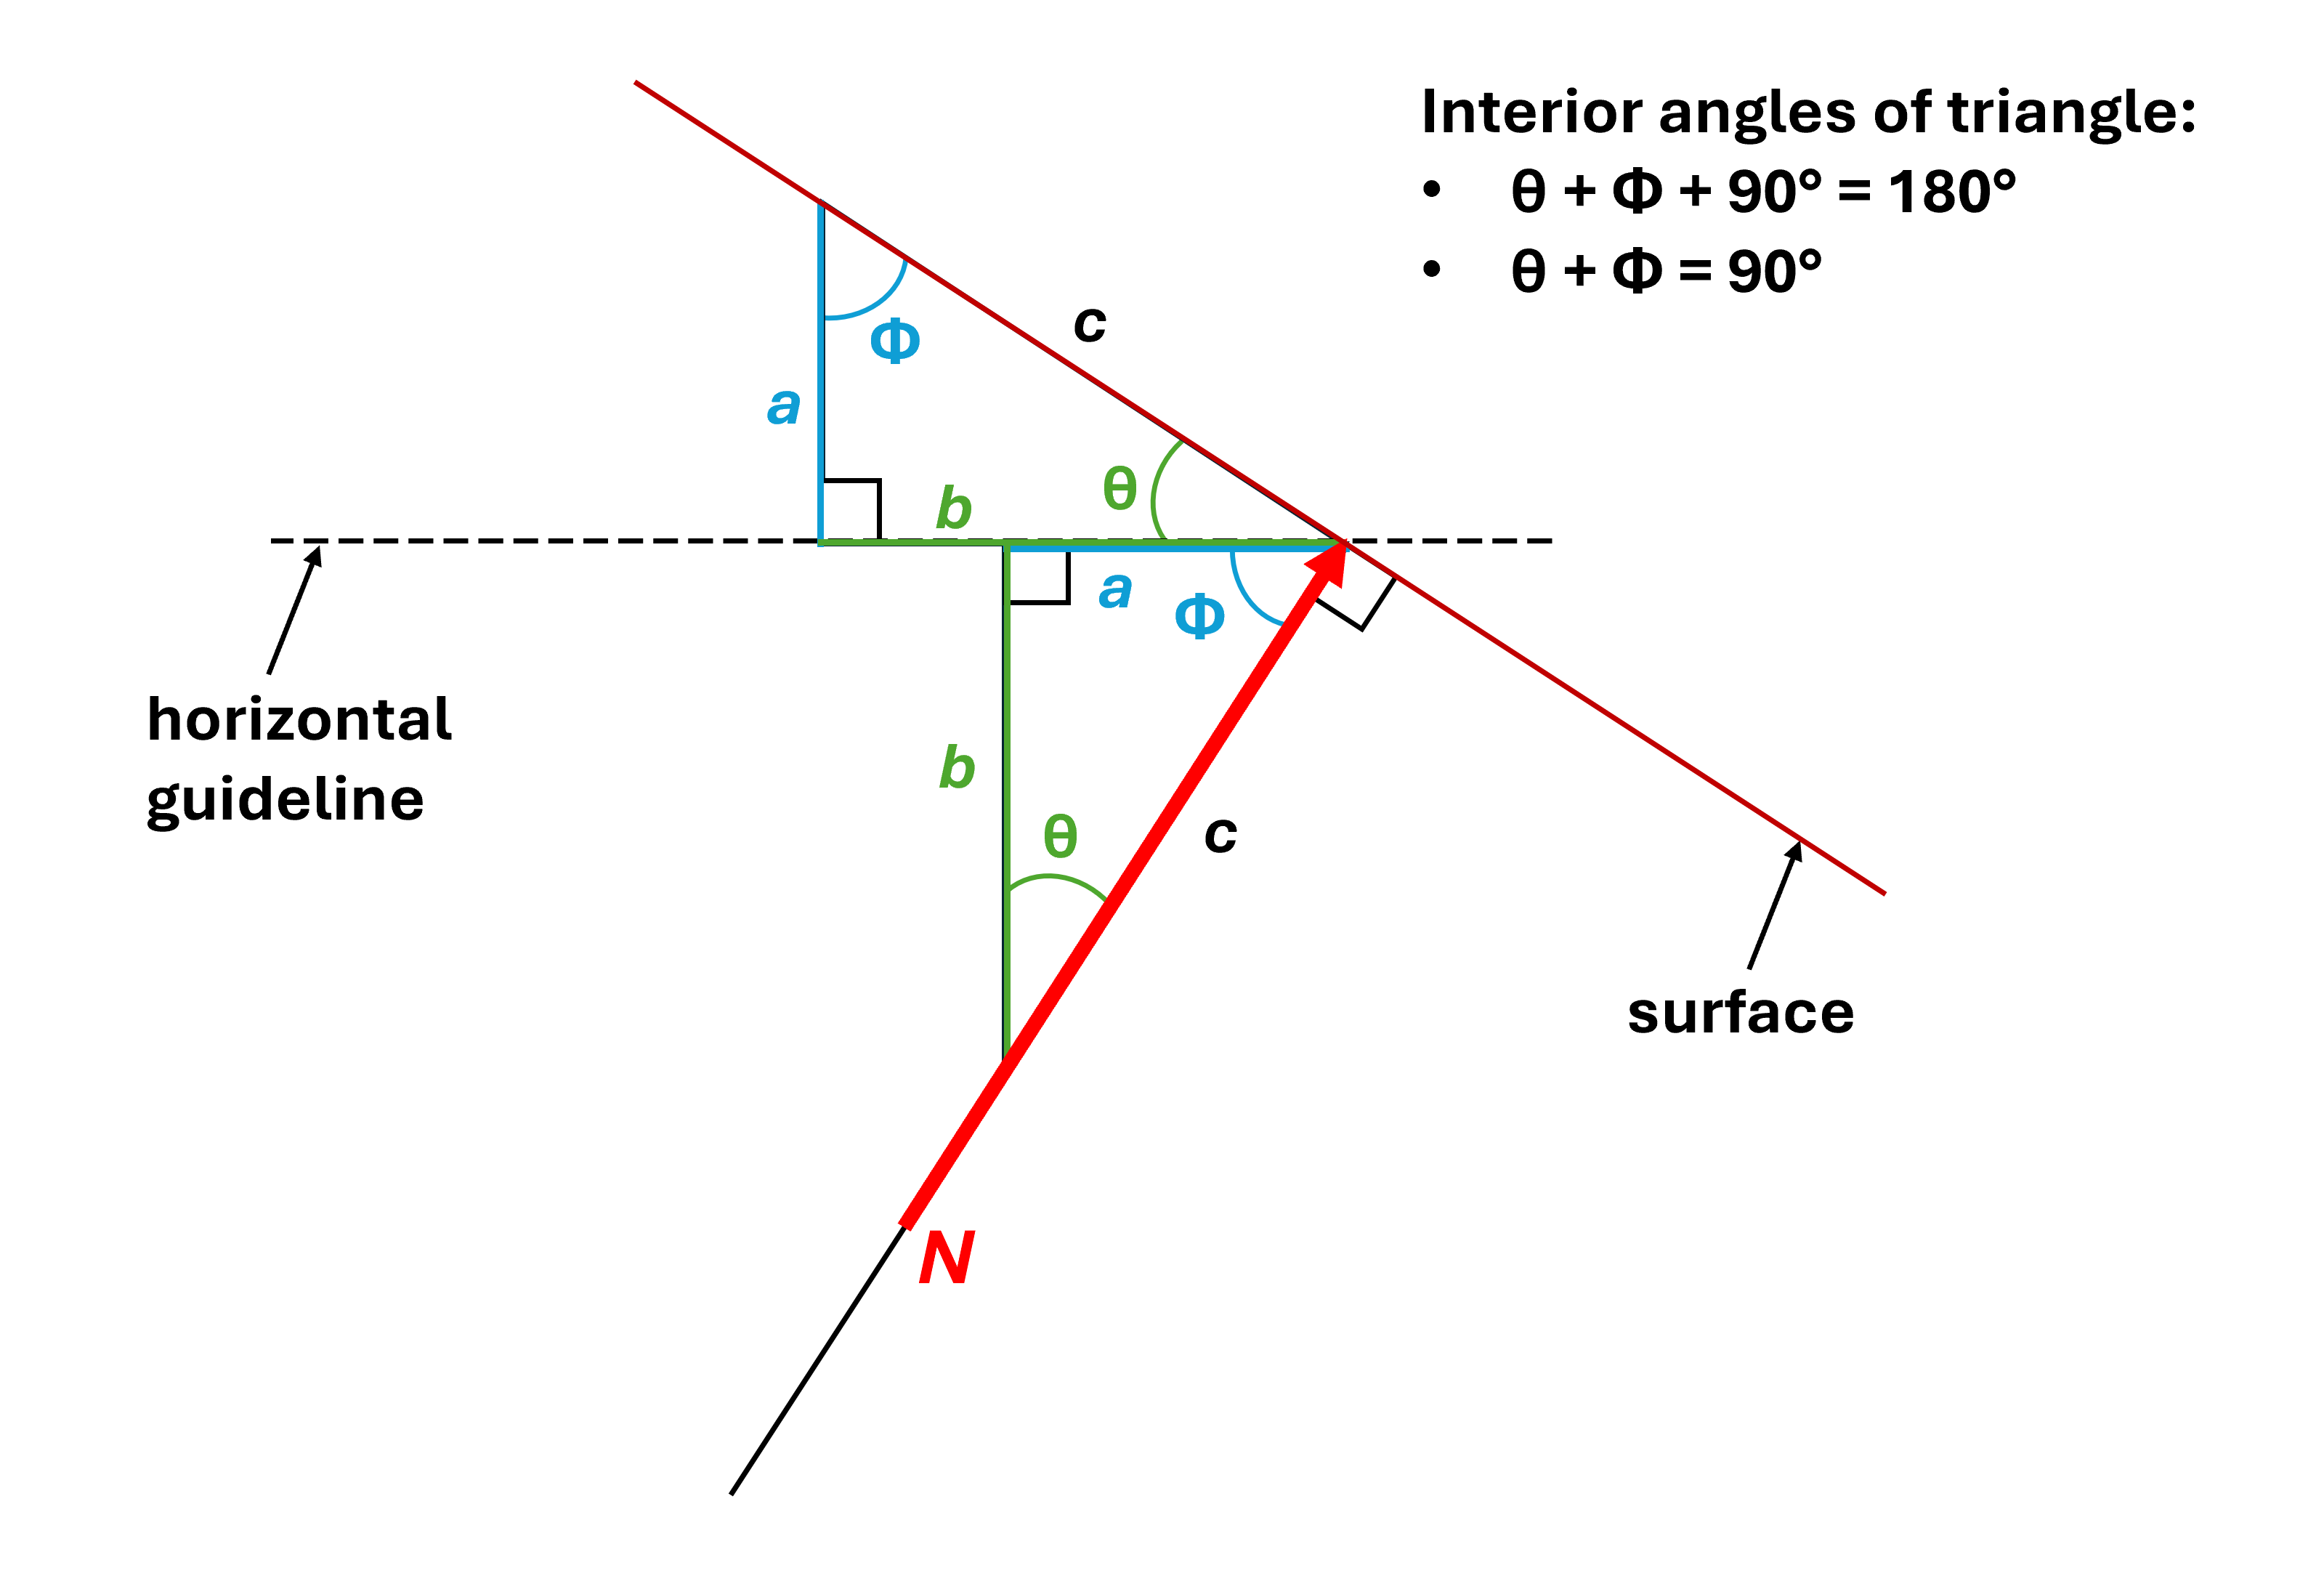 Interior angles of triangle:
• θ + Φ + 90° = 180°
• θ + Φ = 90°
c
Φ
a
θ
b
a
Φ
horizontal
guideline
b
θ
c
surface
N